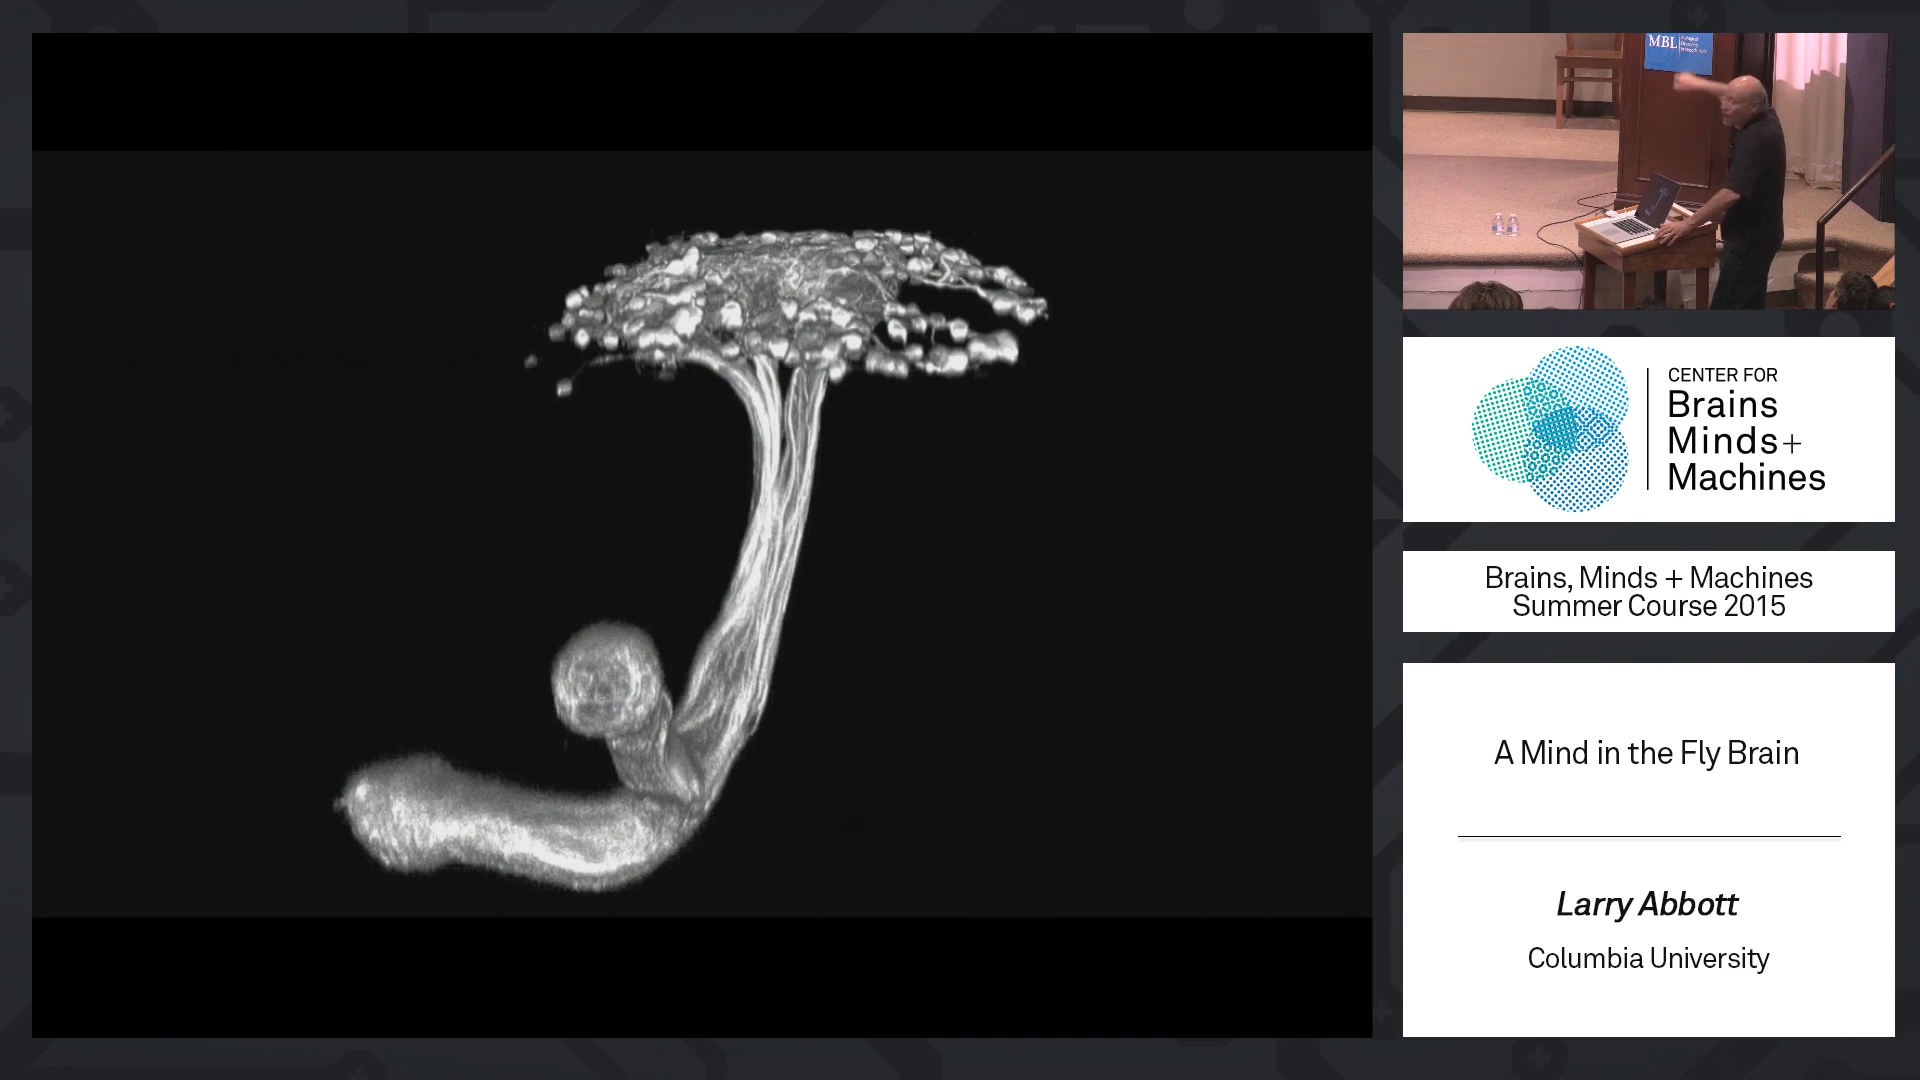 MBL
CENTER FOR
Brains
Minds+
Machines
Brains, Minds + Machines
Summer Course 2015
A Mind in the Fly Brain
Larry Abbott
Columbia University